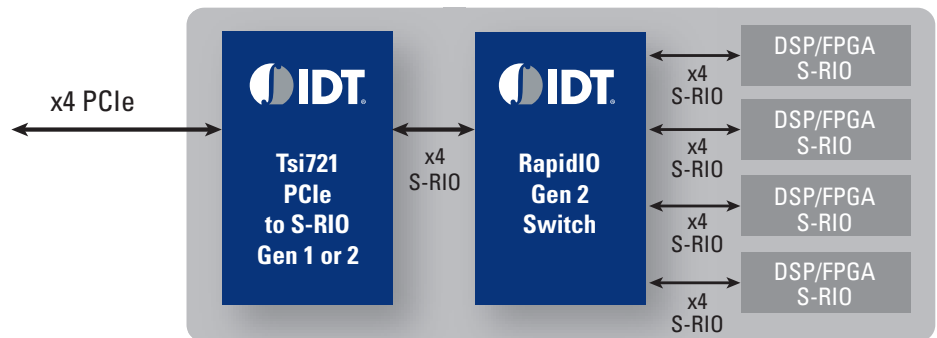 x4 PCIe
IDT
Tsi721
PCIe
to S-RIO
Gen 1 or 2
x4
S-RIO
IDT
RapidIO
Gen 2
Switch
x4
S-RIO
DSP/FPGA
S-RIO
x4
S-RIO
DSP/FPGA
S-RIO
x4
S-RIO
DSP/FPGA
S-RIO
x4
S-RIO
DSP/FPGA
S-RIO